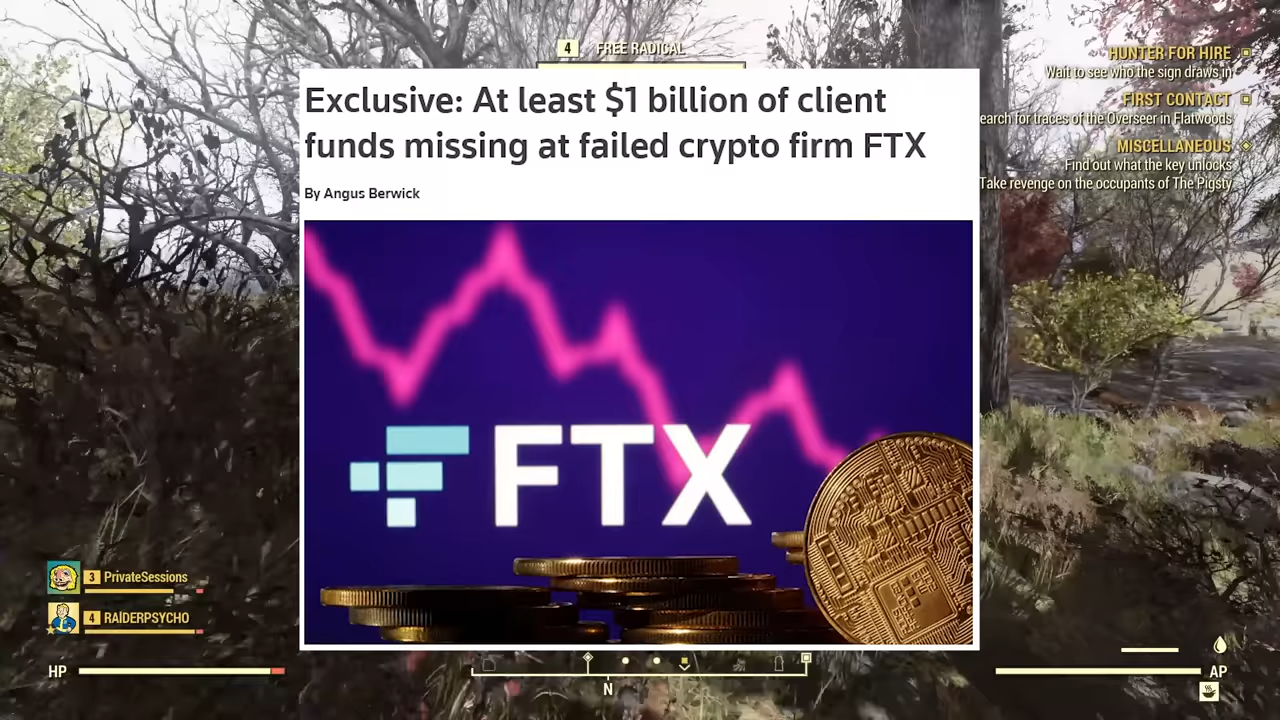 4 FREE RADICAL
HUNTER FOR HIRE
Wait to see who the sign draws in
FIRST CONTACT
earch for traces of the Overseer in Flatwoods
MISCELLANEOUS
Find out what the key unlocks
Take revenge on the occupants of The Pigsty
Exclusive: At least $1 billion of client
funds missing at failed crypto firm FTX
By Angus Berwick
FTX
3 PrivateSessions
4 RAIDERPSYCHO
HP
N
AP